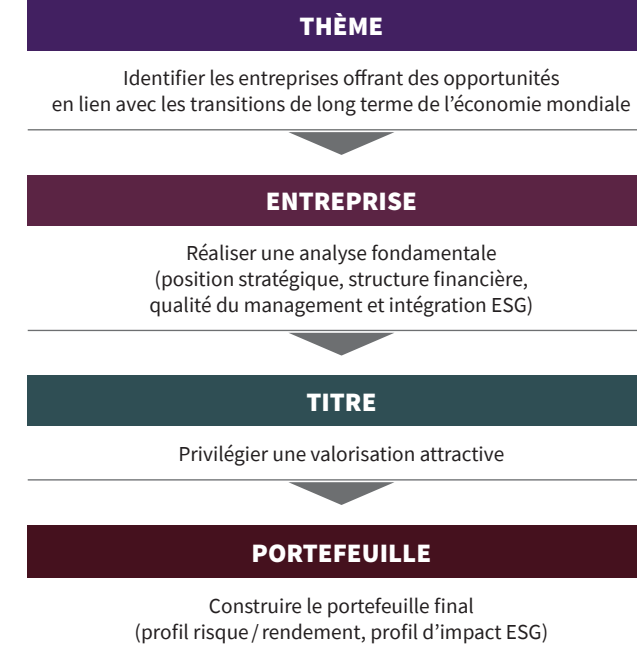 THÈME
Identifier les entreprises offrant des opportunités
en lien avec les transitions de long terme de l’économie mondiale
ENTREPRISE
Réaliser une analyse fondamentale
(position stratégique, structure financière,
qualité du management et intégration ESG)
TITRE
Privilégier une valorisation attractive
PORTEFEUILLE
Construire le portefeuille final
(profil risque / rendement, profil d’impact ESG)